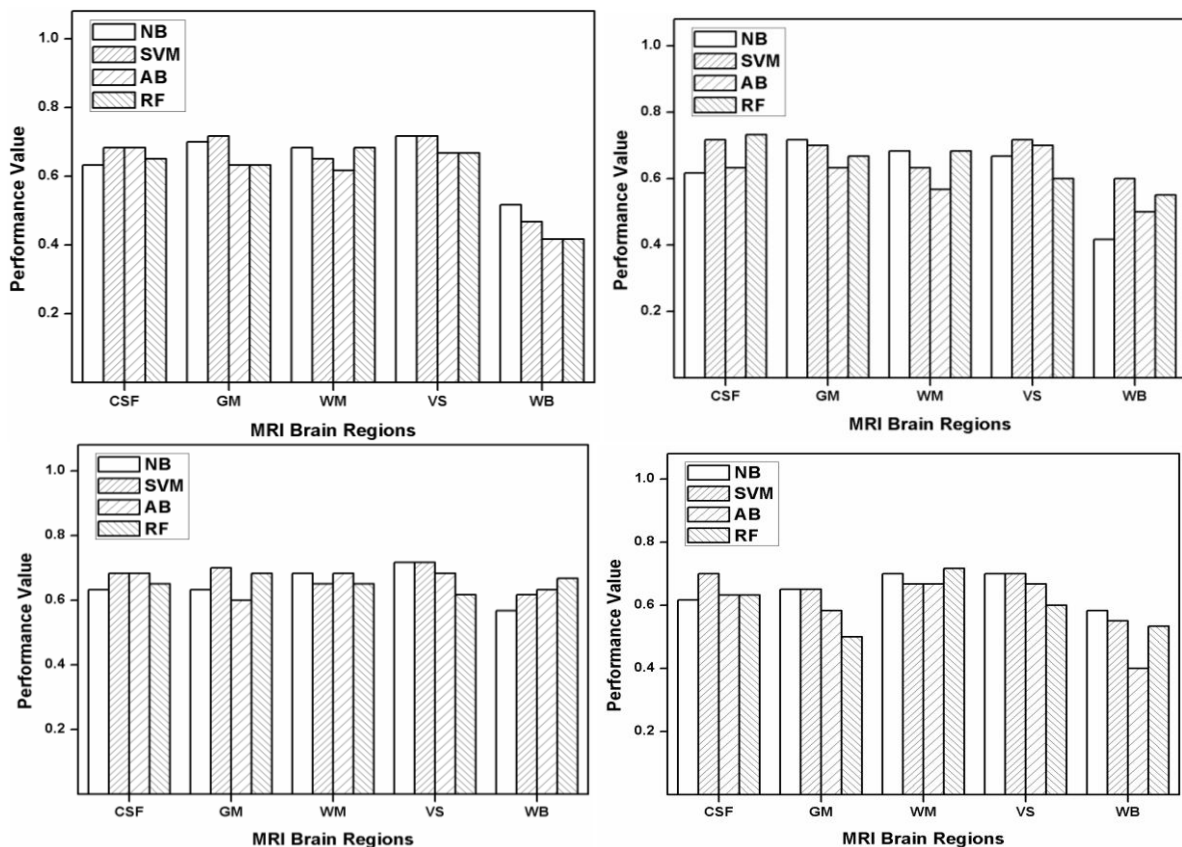 1.0
0.8
0.6
0.4
0.2
Performance Value
NB
SVM
AB
RF
CSF GM WM VS WB
MRI Brain Regions
1.0
0.8
0.6
0.4
0.2
Performance Value
NB
SVM
AB
RF
CSF GM WM VS WB
MRI Brain Regions
1.0
0.8
0.6
0.4
0.2
Performance Value
NB
SVM
AB
RF
CSF GM WM VS WB
MRI Brain Regions
1.0
0.8
0.6
0.4
0.2
Performance Value
NB
SVM
AB
RF
CSF GM WM VS WB
MRI Brain Regions